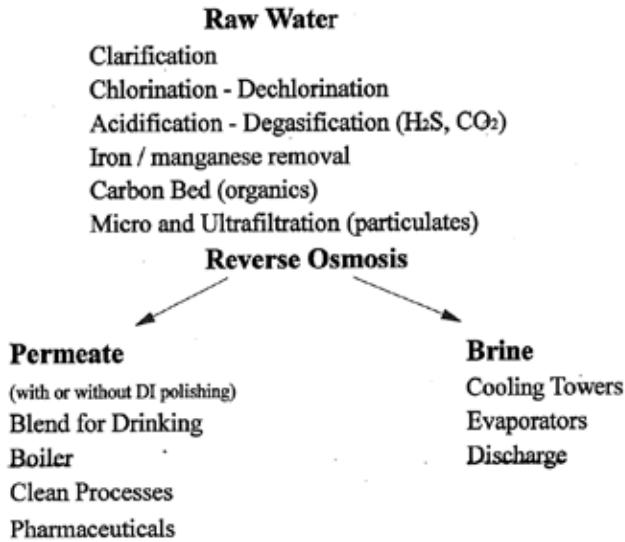 Raw Water
Clarification
Chlorination - Dechlorination
Acidification - Degasification (H₂S, CO₂)
Iron / manganese removal
Carbon Bed (organics)
Micro and Ultrafiltration (particulates)
Reverse Osmosis
Permeate
(with or without DI polishing)
Blend for Drinking
Boiler
Clean Processes
Pharmaceuticals
Brine
Cooling Towers
Evaporators
Discharge